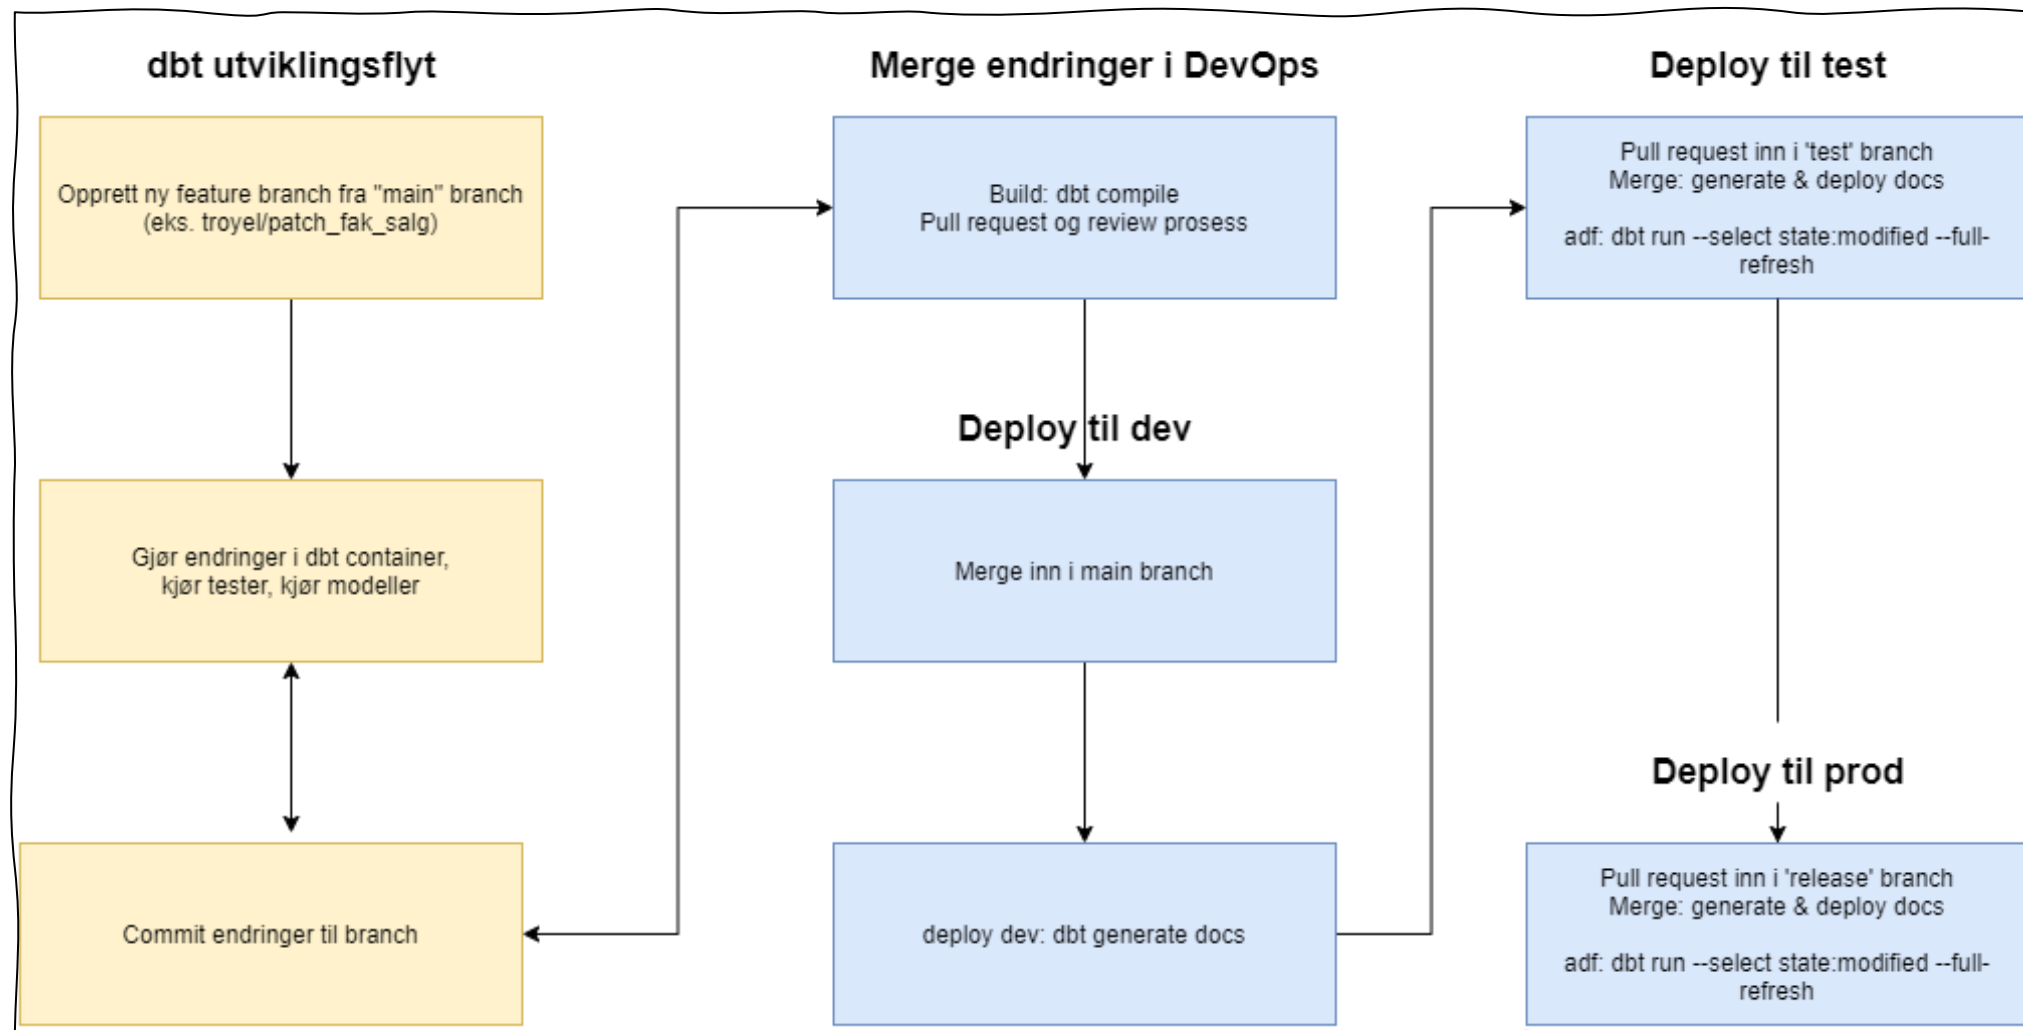 dbt utviklingsflyt
Opprett ny feature branch fra "main" branch
(eks. troyel/patch_fak_salg)
Gjør endringer i dbt container,
kjør tester, kjør modeller
Commit endringer til branch
Merge endringer i DevOps
Build: dbt compile
Pull request og review prosess
Deploy til dev
Merge inn i main branch
deploy dev: dbt generate docs
Deploy til test
Pull request inn i 'test' branch
Merge: generate & deploy docs
adf: dbt run --select state:modified --full-
refresh
Deploy til prod
Pull request inn i 'release' branch
Merge: generate & deploy docs
adf: dbt run --select state:modified --full-
refresh